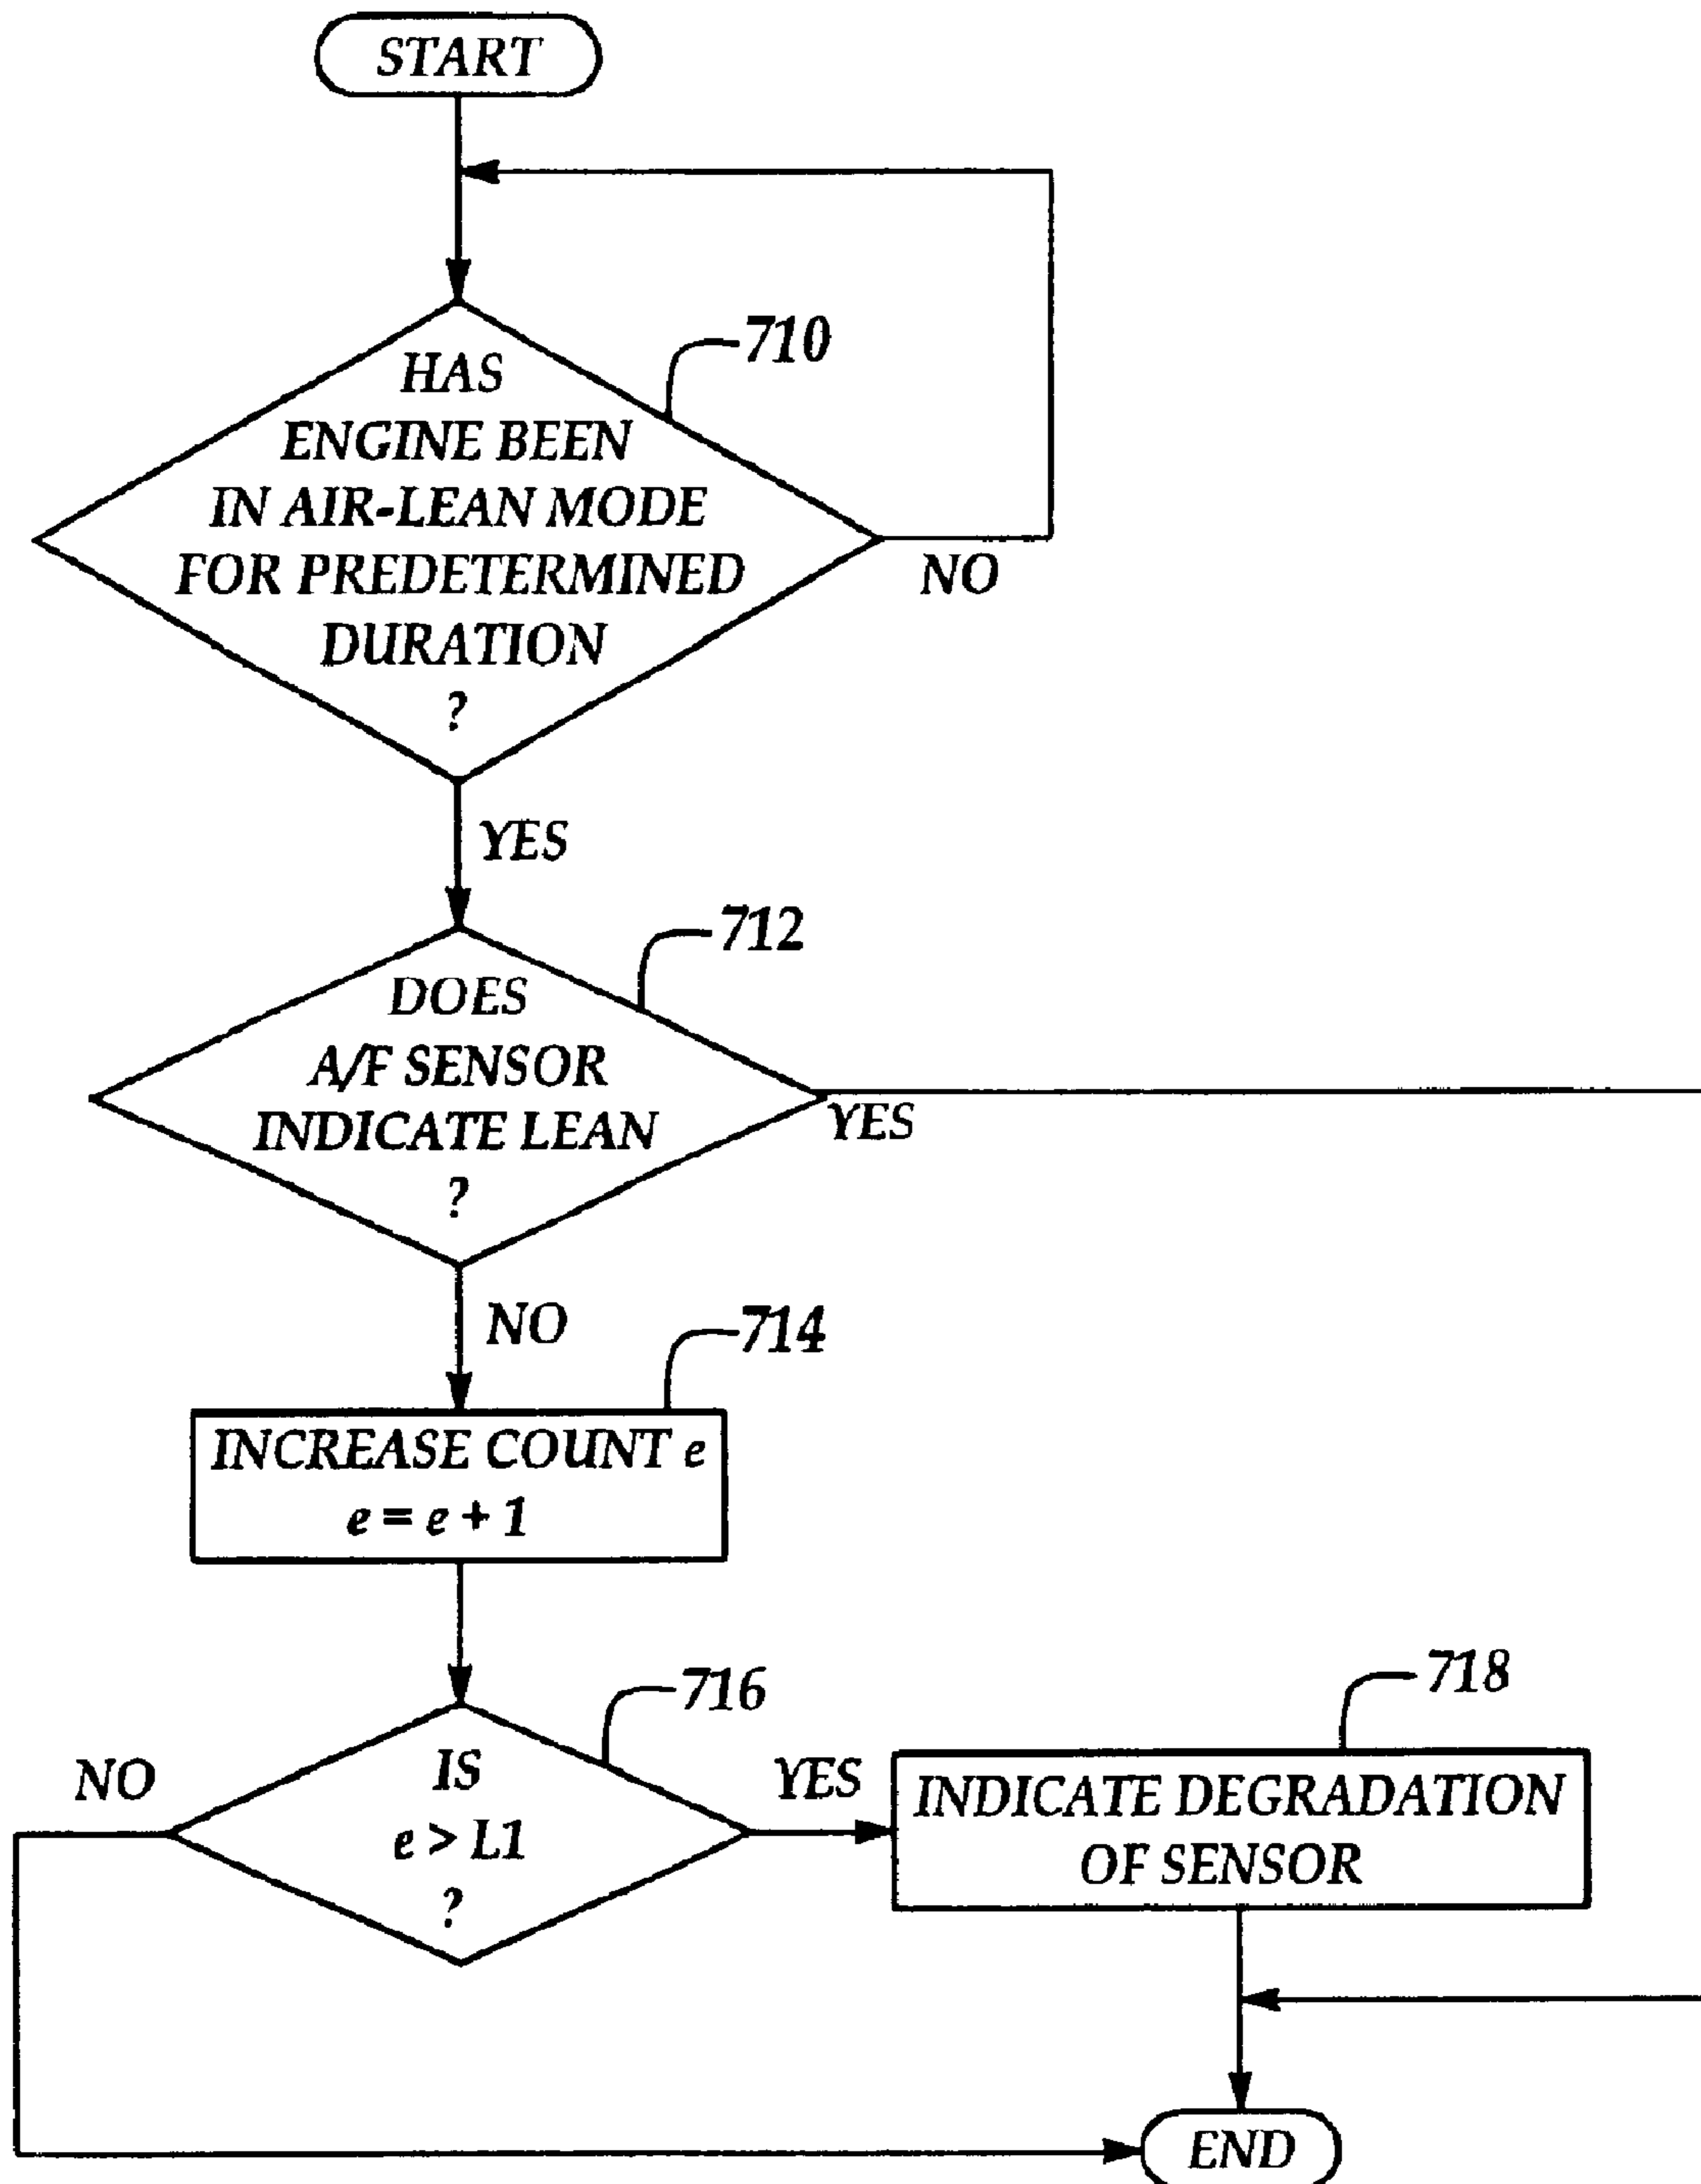 START
710
HAS
ENGINE BEEN
IN AIR-LEAN MODE
FOR PREDETERMINED
DURATION
?
NO
YES
712
DOES
A/F SENSOR
INDICATE LEAN
?
YES
NO
714
INCREASE COUNT e
e = e + 1
716
IS
e > L1
?
NO
YES
718
INDICATE DEGRADATION
OF SENSOR
END